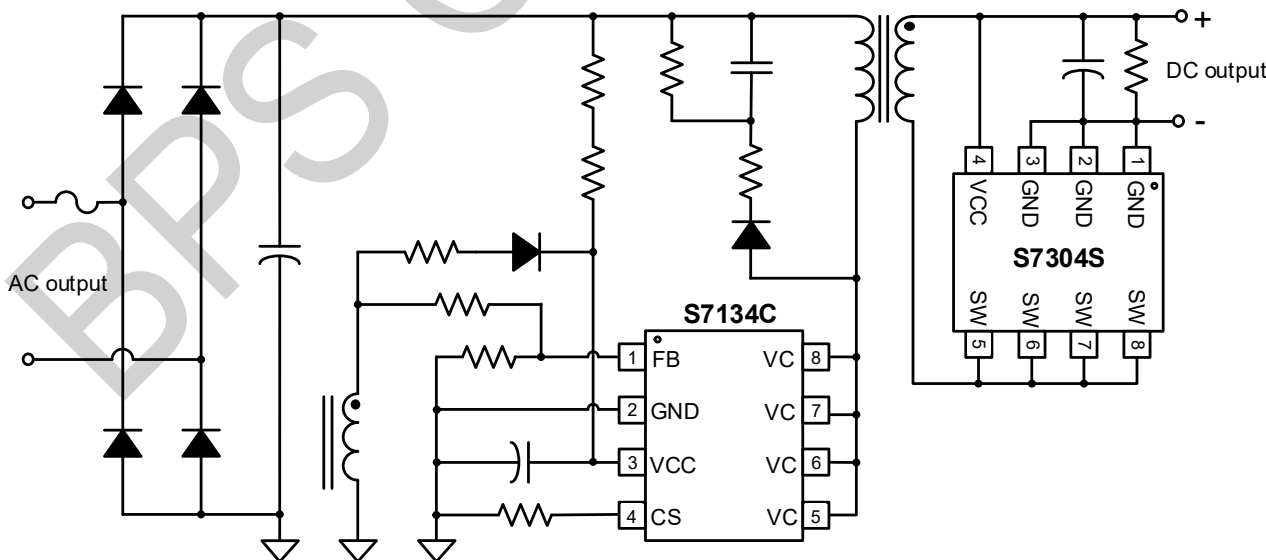 BPS C
+
DC output
-
4 3 2 1
VCC GND GND GND
S7304S
SW SW SW SW
5 6 7 8
AC output
S7134C
1 FB VC 8
2 GND VC 7
3 VCC VC 6
4 CS VC 5